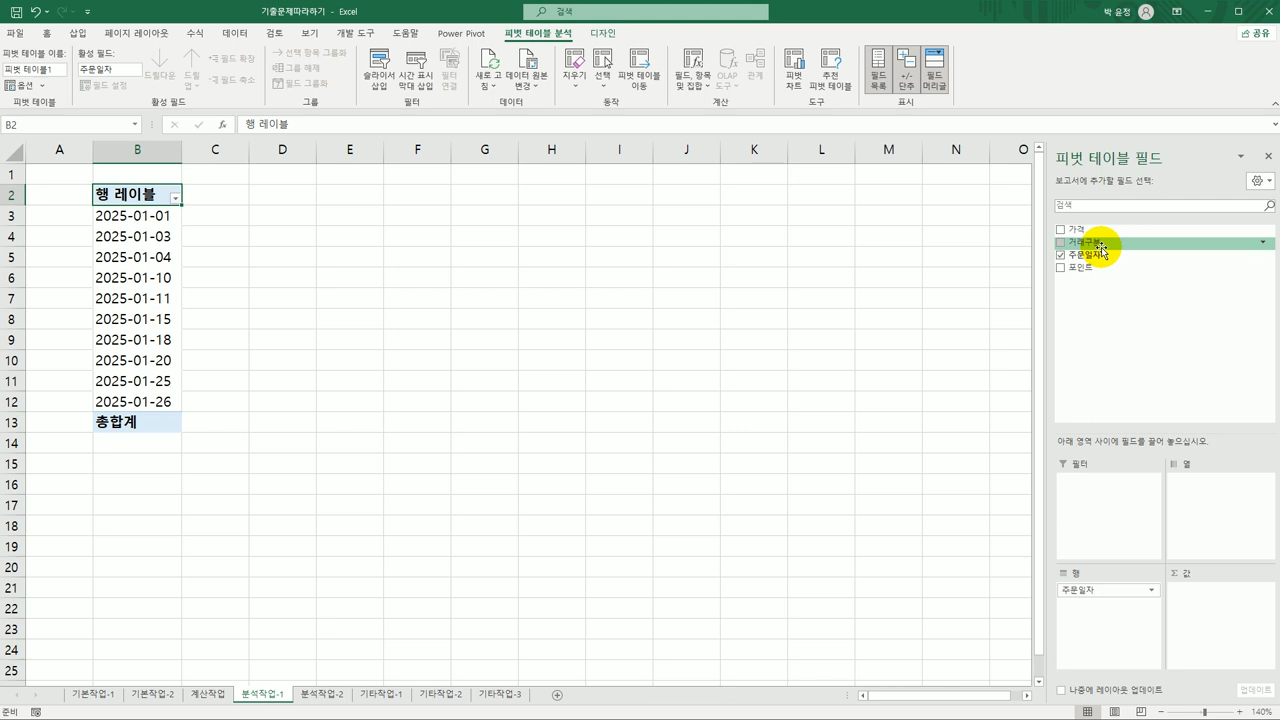 기출문제따라하기 - Excel
검색
박 윤정
파일 홈 삽입 페이지 레이아웃 수식 데이터 검토 보기 개발 도구 도움말 Power Pivot 피벗 테이블 분석 디자인
공유
피벗 테이블 이름:
피벗 테이블1
옵션
피벗 테이블
활성 필드:
주문일자
필드 설정
드릴다운
드릴업
필드 확장
필드 축소
활성 필드
선택 항목 그룹화
그룹 해제
필드 그룹화
그룹
슬라이서 삽입
시간 표시 막대 삽입
필터 연결
필터
새로 고침
데이터 원본 변경
데이터
지우기
선택
피벗 테이블 이동
동작
필드, 항목 및 집합
OLAP 도구
관계
계산
피벗 차트
추천 피벗 테이블
도구
필드 목록
+/- 단추
필드 머리글
표시
B2
fx
행 레이블
A B C D E F G H I J K L M N O
1
2 행 레이블
3 2025-01-01
4 2025-01-03
5 2025-01-04
6 2025-01-10
7 2025-01-11
8 2025-01-15
9 2025-01-18
10 2025-01-20
11 2025-01-25
12 2025-01-26
13 총합계
14
15
16
17
18
19
20
21
22
23
24
25
피벗 테이블 필드
보고서에 추가할 필드 선택:
검색
가격
거래구분
주문일자
포인트
아래 영역 사이에 필드를 끌어 놓으십시오.
필터
열
행
Σ 값
주문일자
나중에 레이아웃 업데이트
업데이트
기본작업-1 기본작업-2 계산작업 분석작업-1 분석작업-2 기타작업-1 기타작업-2 기타작업-3
준비
140%